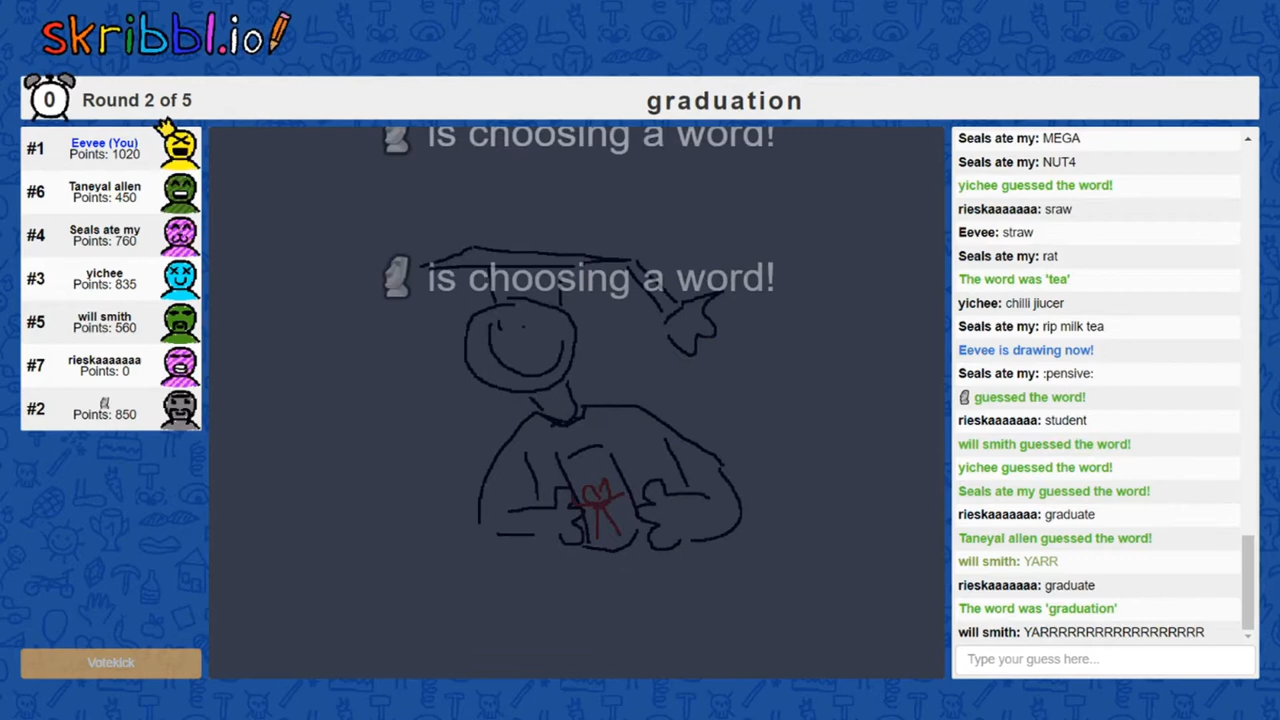 skribbl.io
0
Round 2 of 5
graduation
#1
Eevee (You)
Points: 1020
#6
Taneyal allen
Points: 450
#4
Seals ate my
Points: 760
#3
yichee
Points: 835
#5
will smith
Points: 560
#7
rieskaaaaaaa
Points: 0
#2
🗿
Points: 850
Votekick
🗿 is choosing a word!
🗿 is choosing a word!
Seals ate my: MEGA
Seals ate my: NUT4
yichee guessed the word!
rieskaaaaaaa: sraw
Eevee: straw
Seals ate my: rat
The word was 'tea'
yichee: chilli jiucer
Seals ate my: rip milk tea
Eevee is drawing now!
Seals ate my: :pensive:
🗿 guessed the word!
rieskaaaaaaa: student
will smith guessed the word!
yichee guessed the word!
Seals ate my guessed the word!
rieskaaaaaaa: graduate
Taneyal allen guessed the word!
will smith: YARR
rieskaaaaaaa: graduate
The word was 'graduation'
will smith: YARRRRRRRRRRRRRRRRRR
Type your guess here...